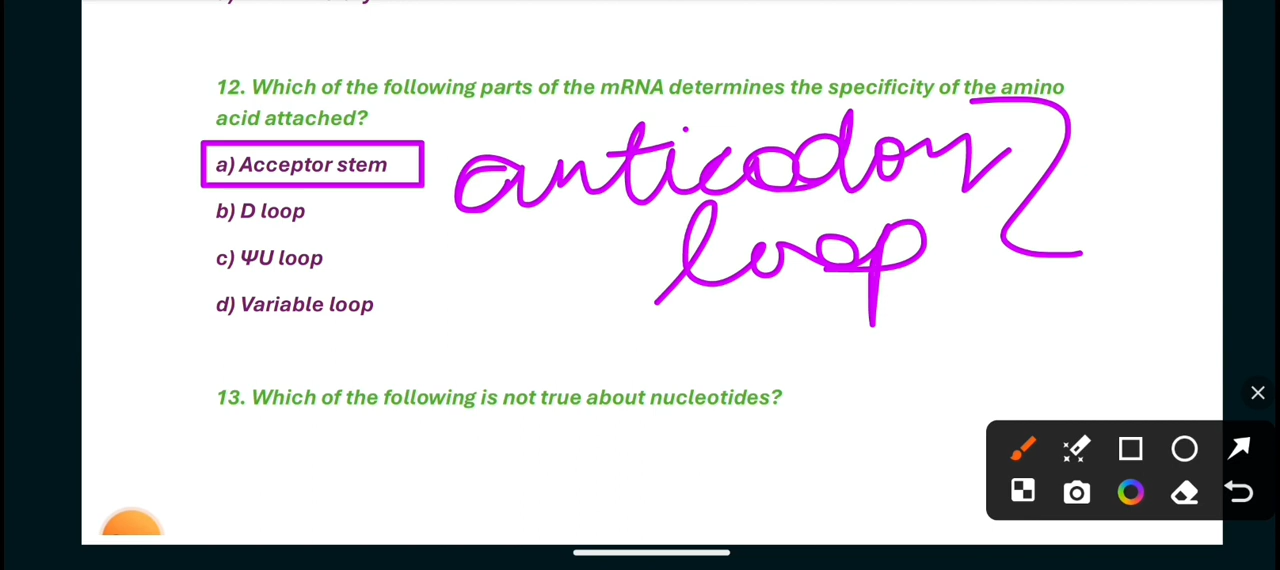 12. Which of the following parts of the mRNA determines the specificity of the amino
acid attached?
a) Acceptor stem
anticodon
b) D loop
loop
c) ΨU loop
d) Variable loop
13. Which of the following is not true about nucleotides?